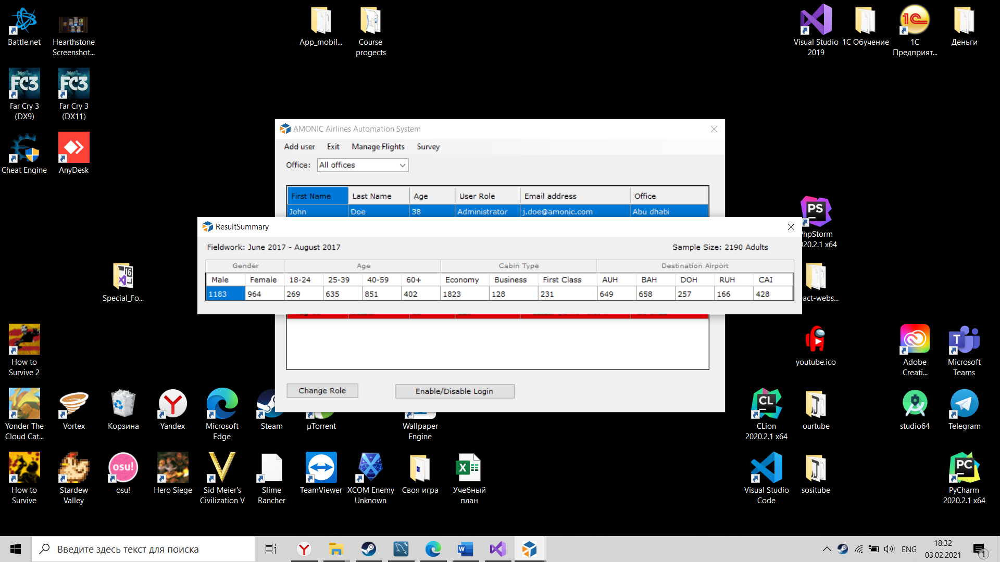 Battle.net
Hearthstone
Screenshot...
App_mobil...
Course
progects
Visual Studio
2019
1С Обучение
1С
Предприят...
Деньги
Far Cry 3
(DX9)
Far Cry 3
(DX11)
Cheat Engine
AnyDesk
AMONIC Airlines Automation System
Add user Exit Manage Flights Survey
Office: All offices
First Name Last Name Age User Role Email address Office
John Doe 38 Administrator j.doe@amonic.com Abu dhabi
ResultSummary
Fieldwork: June 2017 - August 2017 Sample Size: 2190 Adults
Gender Age Cabin Type Destination Airport
Male Female 18-24 25-39 40-59 60+ Economy Business First Class AUH BAH DOH RUH CAI
1183 964 269 635 851 402 1823 128 231 649 658 257 166 428
Change Role Enable/Disable Login
PS
PhpStorm
2020.2.1 x64
Special_Fo...
act-webs...
How to
Survive 2
youtube.ico
Adobe
Creati...
Microsoft
Teams
Yonder The
Cloud Cat...
Vortex
Корзина
Yandex
Microsoft
Edge
Steam
µTorrent
Wallpaper
Engine
CL
CLion
2020.2.1 x64
ourtube
studio64
Telegram
How to
Survive
Stardew
Valley
osu!
osu!
Hero Siege
Sid Meier's
Civilization V
Slime
Rancher
TeamViewer
XCOM Enemy
Unknown
Своя игра
Учебный
план
Visual Studio
Code
sositube
PC
PyCharm
2020.2.1 x64
Введите здесь текст для поиска
ENG
18:32
03.02.2021
1